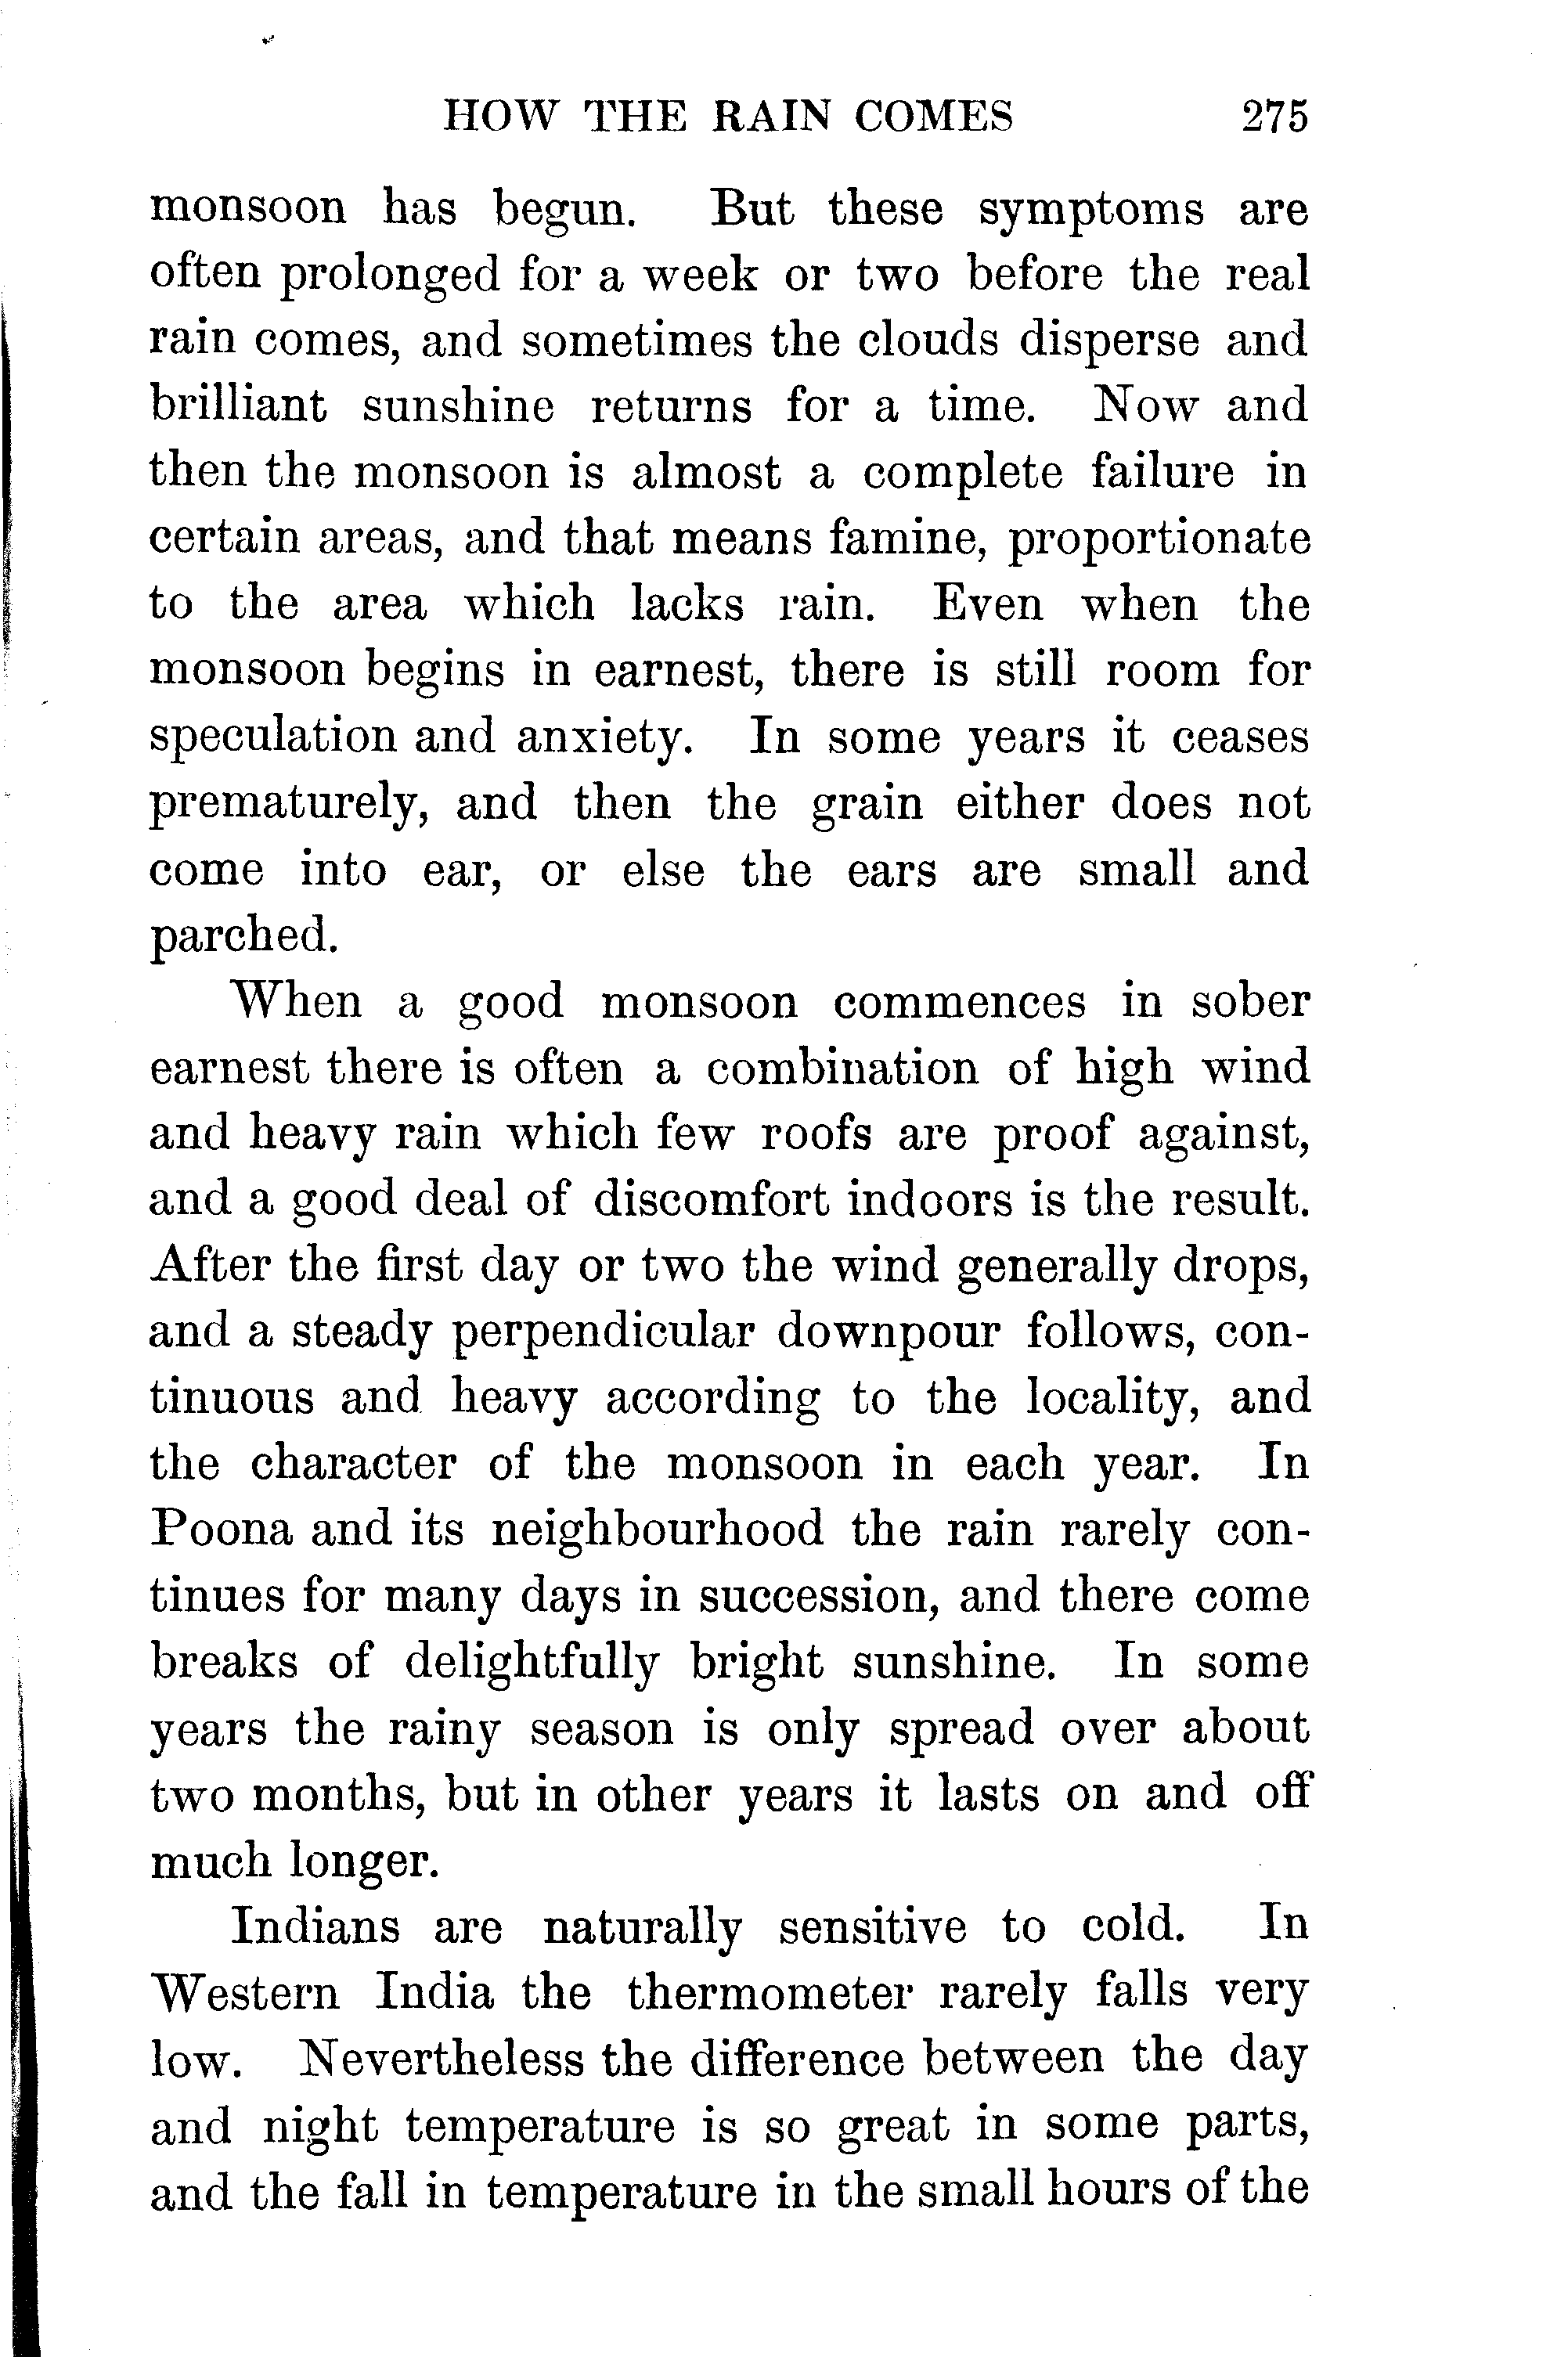 HOW THE RAIN COMES 275
monsoon has begun. But these symptoms are
often prolonged for a week or two before the real
rain comes, and sometimes the clouds disperse and
brilliant sunshine returns for a time. Now and
then the monsoon is almost a complete failure in
certain areas, and that means famine, proportionate
to the area which lacks rain. Even when the
monsoon begins in earnest, there is still room for
speculation and anxiety. In some years it ceases
prematurely, and then the grain either does not
come into ear, or else the ears are small and
parched.
When a good monsoon commences in sober
earnest there is often a combination of high wind
and heavy rain which few roofs are proof against,
and a good deal of discomfort indoors is the result.
After the first day or two the wind generally drops,
and a steady perpendicular downpour follows, con-
tinuous and heavy according to the locality, and
the character of the monsoon in each year. In
Poona and its neighbourhood the rain rarely con-
tinues for many days in succession, and there come
breaks of delightfully bright sunshine. In some
years the rainy season is only spread over about
two months, but in other years it lasts on and off
much longer.
Indians are naturally sensitive to cold. In
Western India the thermometer rarely falls very
low. Nevertheless the difference between the day
and night temperature is so great in some parts,
and the fall in temperature in the small hours of the